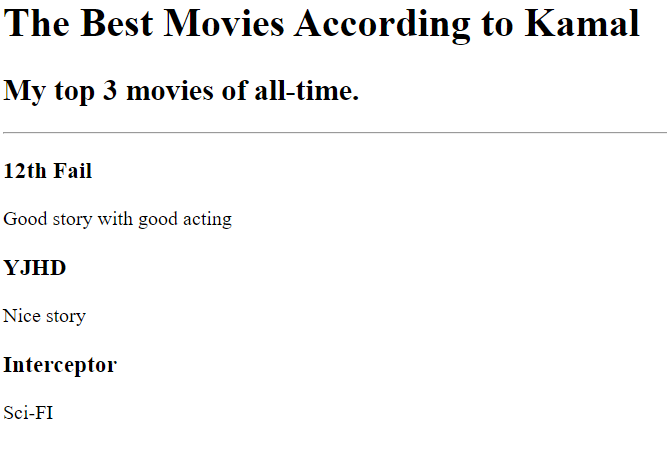 The Best Movies According to Kamal
My top 3 movies of all-time.
12th Fail
Good story with good acting
YJHD
Nice story
Interceptor
Sci-FI